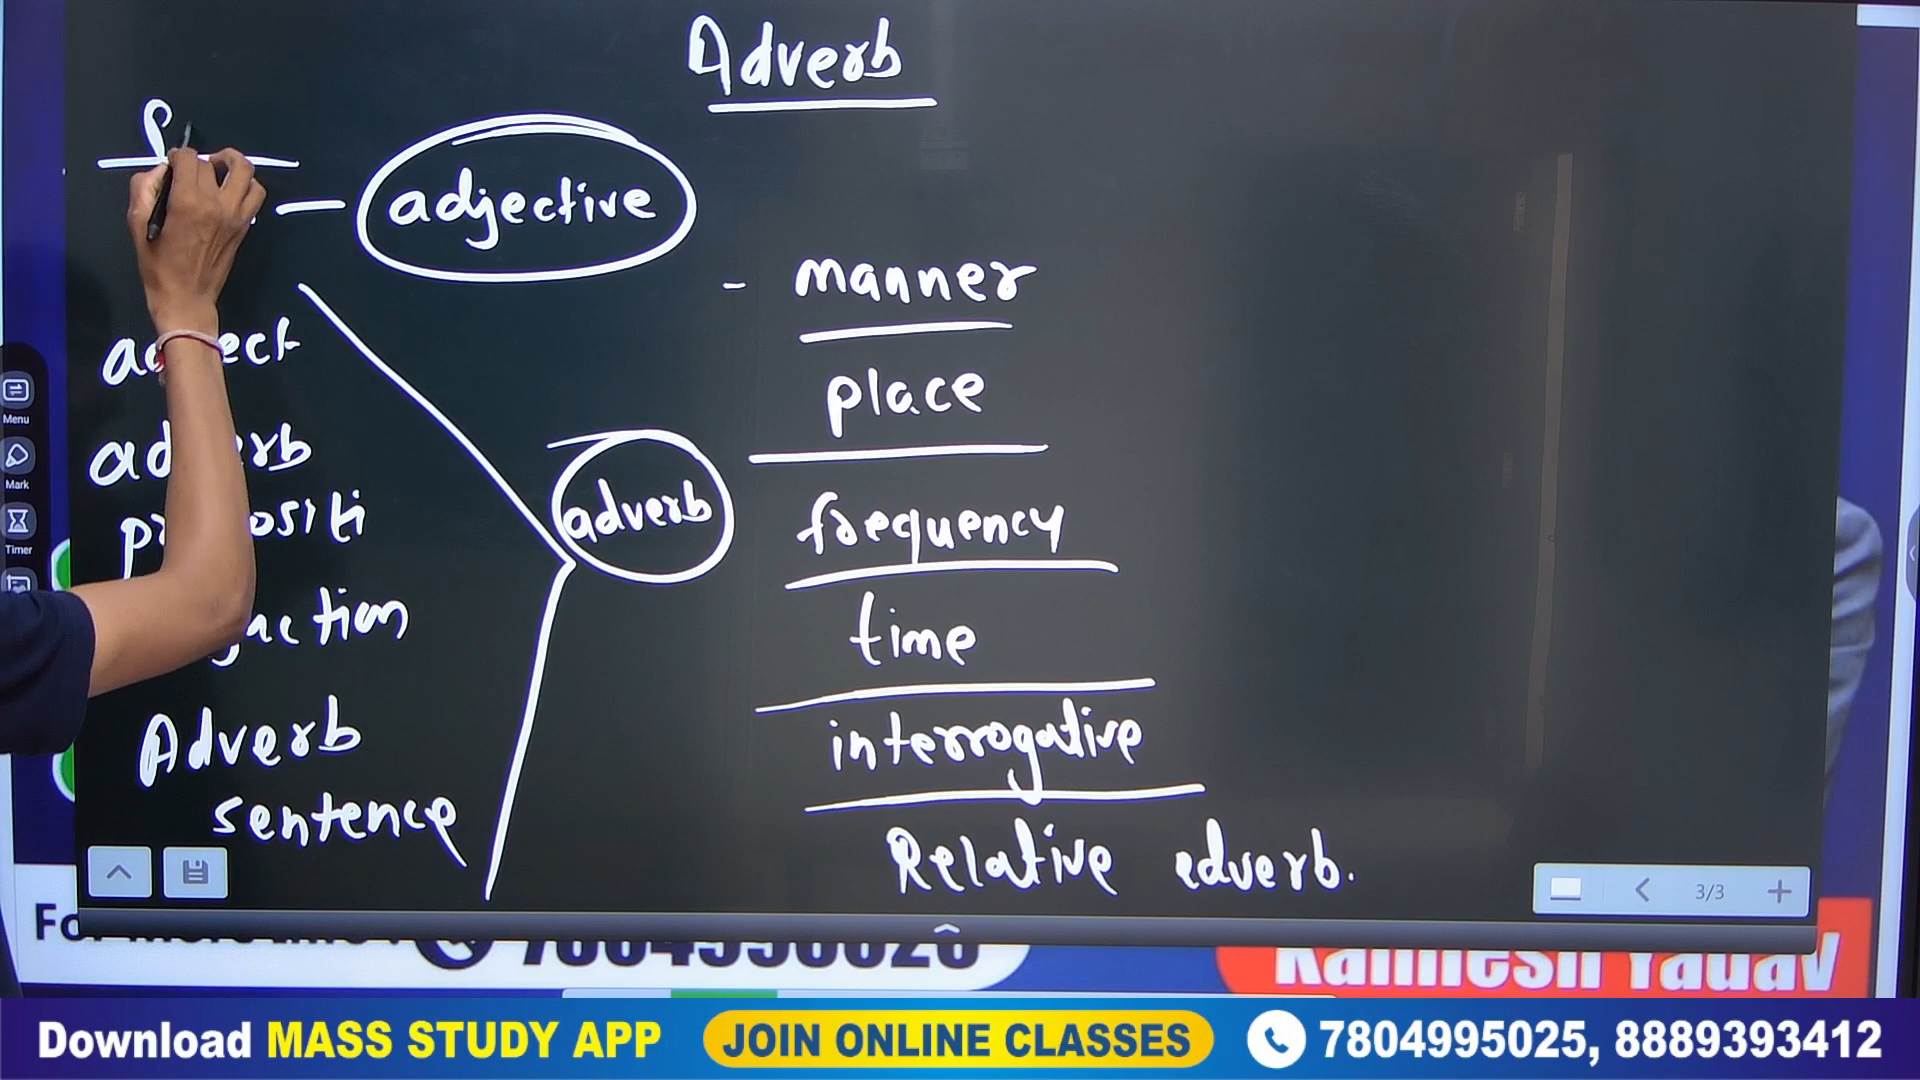 Adverb
adjective
- manner
place
adverb
frequency
time
interrogative
Relative adverb.
Adverb
sentence
Menu
Mark
Timer
3/3
Download MASS STUDY APP
JOIN ONLINE CLASSES
7804995025, 8889393412